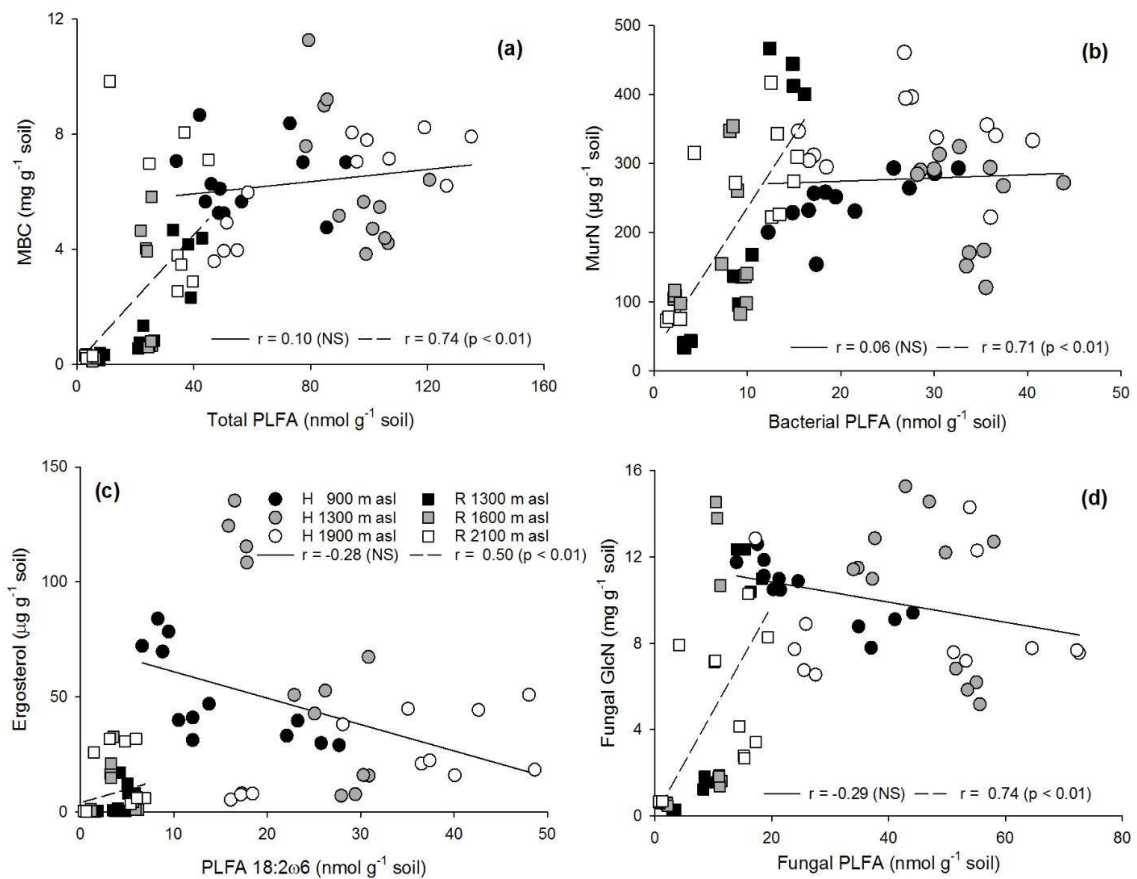 (a)
MBC (mg g⁻¹ soil)
12
8
4
0
r = 0.10 (NS) r = 0.74 (p < 0.01)
0 40 80 120 160
Total PLFA (nmol g⁻¹ soil)
(b)
MurN (µg g⁻¹ soil)
500
400
300
200
100
0
r = 0.06 (NS) r = 0.71 (p < 0.01)
0 10 20 30 40 50
Bacterial PLFA (nmol g⁻¹ soil)
(c)
Ergosterol (µg g⁻¹ soil)
150
100
50
0
H 900 m asl R 1300 m asl
H 1300 m asl R 1600 m asl
H 1900 m asl R 2100 m asl
r = -0.28 (NS) r = 0.50 (p < 0.01)
0 10 20 30 40 50
PLFA 18:2ω6 (nmol g⁻¹ soil)
(d)
Fungal GlcN (mg g⁻¹ soil)
16
12
8
4
0
r = -0.29 (NS) r = 0.74 (p < 0.01)
0 20 40 60 80
Fungal PLFA (nmol g⁻¹ soil)